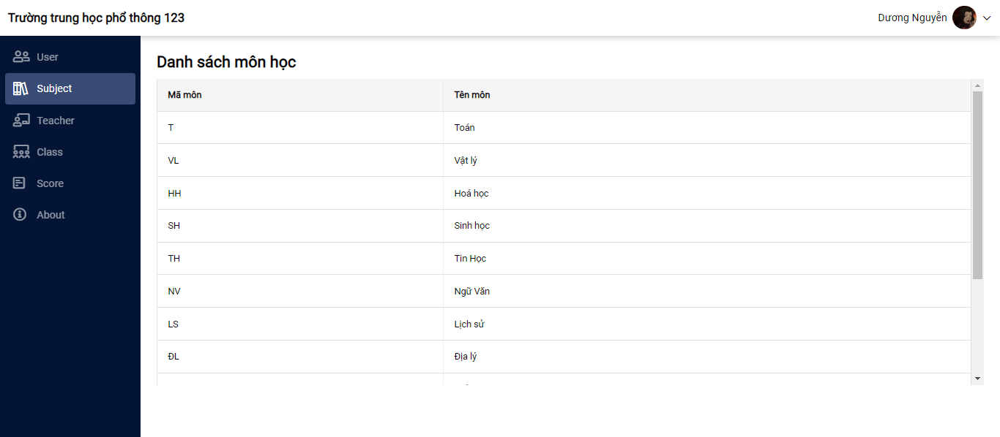 Trường trung học phổ thông 123
Dương Nguyễn
User
Subject
Teacher
Class
Score
About
Danh sách môn học
Mã môn Tên môn
T Toán
VL Vật lý
HH Hoá học
SH Sinh học
TH Tin Học
NV Ngữ Văn
LS Lịch sử
ĐL Địa lý